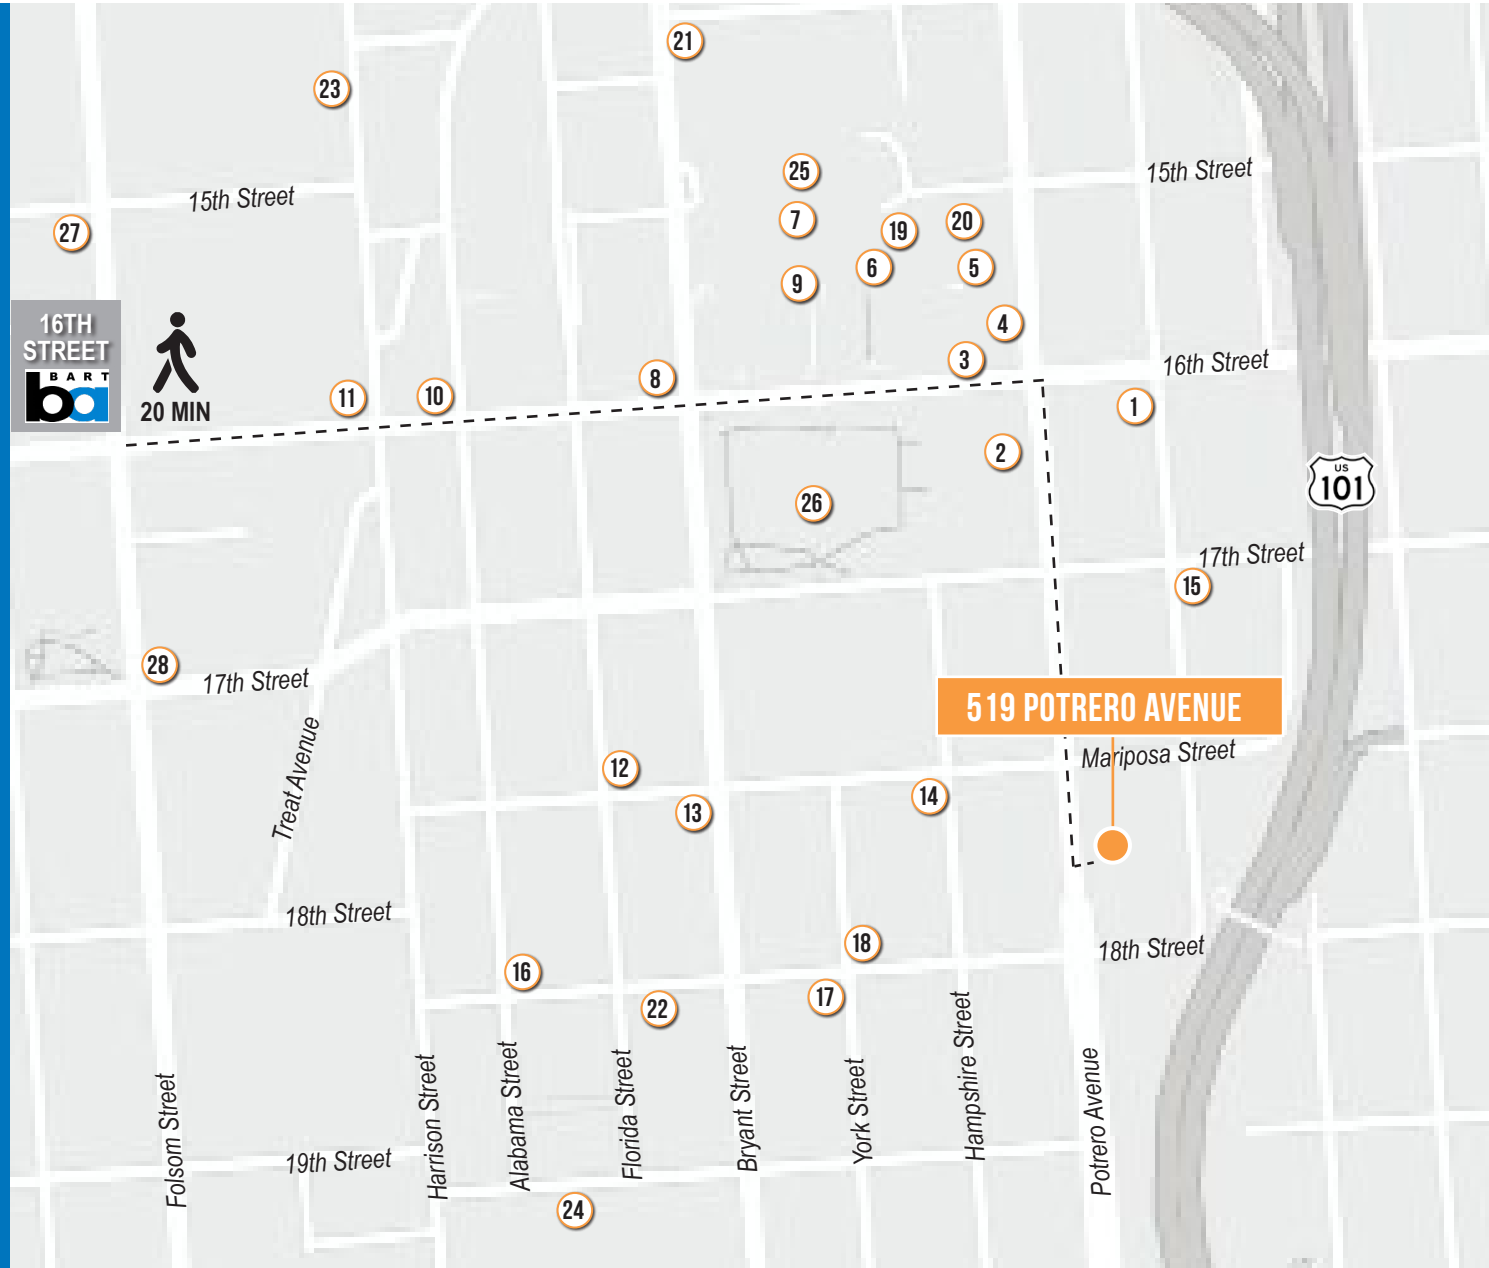 21
23
25
15th Street
15th Street
7
20
19
27
6
5
9
16TH
STREET
BART
ba
20 MIN
4
3
16th Street
8
11
10
1
2
US
101
26
17th Street
15
28
17th Street
519 POTRERO AVENUE
Treat Avenue
Mariposa Street
12
14
13
18th Street
18
18th Street
16
17
22
Folsom Street
Harrison Street
Alabama Street
Florida Street
Bryant Street
York Street
Hampshire Street
Potrero Avenue
19th Street
24